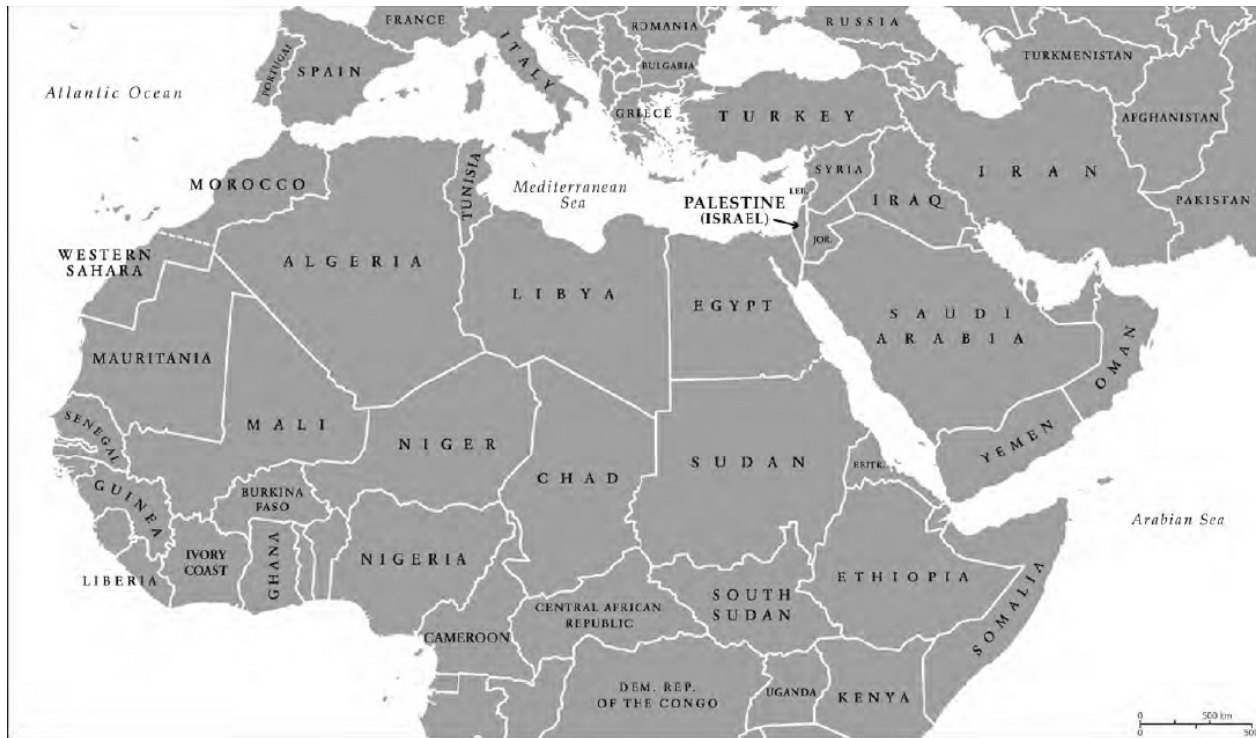 FRANCE
ROMANIA
RUSSIA
PORTUGAL
SPAIN
ITALY
BULGARIA
TURKMENISTAN
Atlantic Ocean
GREECE
TURKEY
AFGHANISTAN
MOROCCO
TUNISIA
Mediterranean
Sea
LEB.
SYRIA
IRAQ
IRAN
PAKISTAN
PALESTINE
(ISRAEL)
JOR.
WESTERN
SAHARA
ALGERIA
LIBYA
EGYPT
SAUDI
ARABIA
OMAN
MAURITANIA
SENEGAL
MALI
NIGER
CHAD
SUDAN
ERITR.
YEMEN
GUINEA
BURKINA
FASO
Arabian Sea
IVORY
COAST
GHANA
NIGERIA
LIBERIA
ETHIOPIA
SOUTH
SUDAN
SOMALIA
CENTRAL AFRICAN
REPUBLIC
CAMEROON
DEM. REP.
OF THE CONGO
UGANDA
KENYA
0 500 km
0